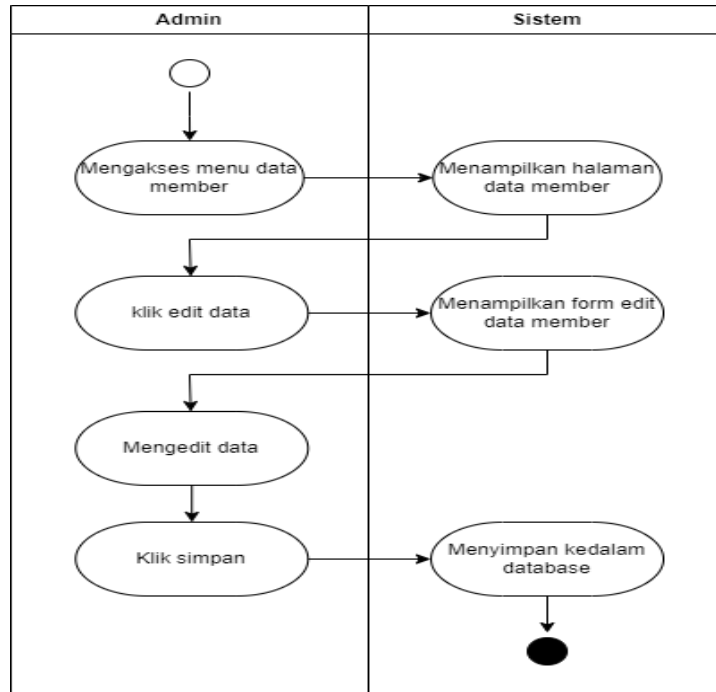 Admin
Sistem
Mengakses menu data
member
Menampilkan halaman
data member
klik edit data
Menampilkan form edit
data member
Mengedit data
Klik simpan
Menyimpan kedalam
database